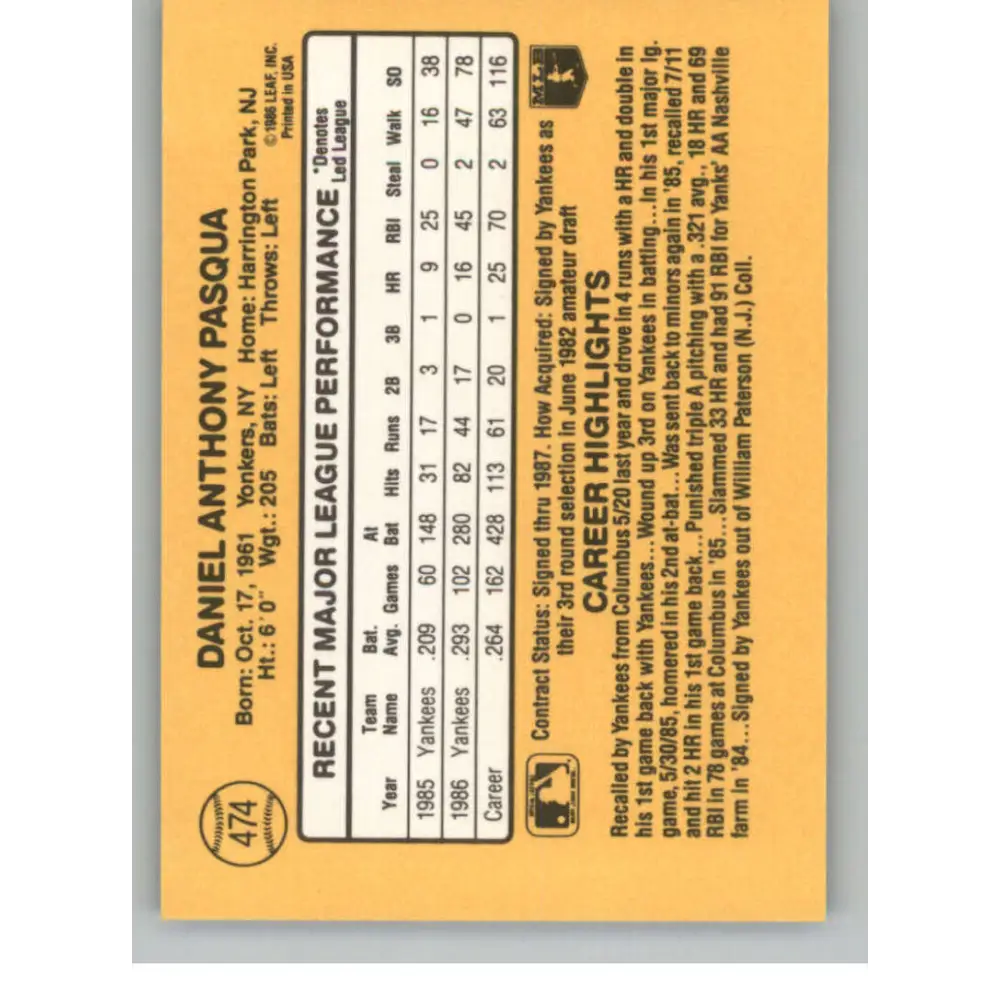 474
DANIEL ANTHONY PASQUA
Born: Oct. 17, 1961 Yonkers, NY Home: Harrington Park, NJ
Ht.: 6'0" Wgt.: 205 Bats: Left Throws: Left
©1986 LEAF, INC.
Printed in USA
RECENT MAJOR LEAGUE PERFORMANCE
*Denotes
Led League
Year Team Name Bat. Avg. Games At Bat Hits Runs 2B 3B HR RBI Steal Walk SO
1985 Yankees .209 60 148 31 17 3 1 9 25 0 16 38
1986 Yankees .293 102 280 82 44 17 0 16 45 2 47 78
Career .264 162 428 113 61 20 1 25 70 2 63 116
Contract Status: Signed thru 1987. How Acquired: Signed by Yankees as
their 3rd round selection in June 1982 amateur draft
MLB
CAREER HIGHLIGHTS
Recalled by Yankees from Columbus 5/20 last year and drove in 4 runs with a HR and double in
his 1st game back with Yankees...Wound up 3rd on Yankees in batting...In his 1st major lg.
game, 5/30/85, homered in his 2nd at-bat...Was sent back to minors again in '85, recalled 7/11
and hit 2 HR in his 1st game back...Punished triple A pitching with a .321 avg., 18 HR and 69
RBI in 78 games at Columbus in '85...Slammed 33 HR and had 91 RBI for Yanks' AA Nashville
farm in '84...Signed by Yankees out of William Paterson (N.J.) Coll.